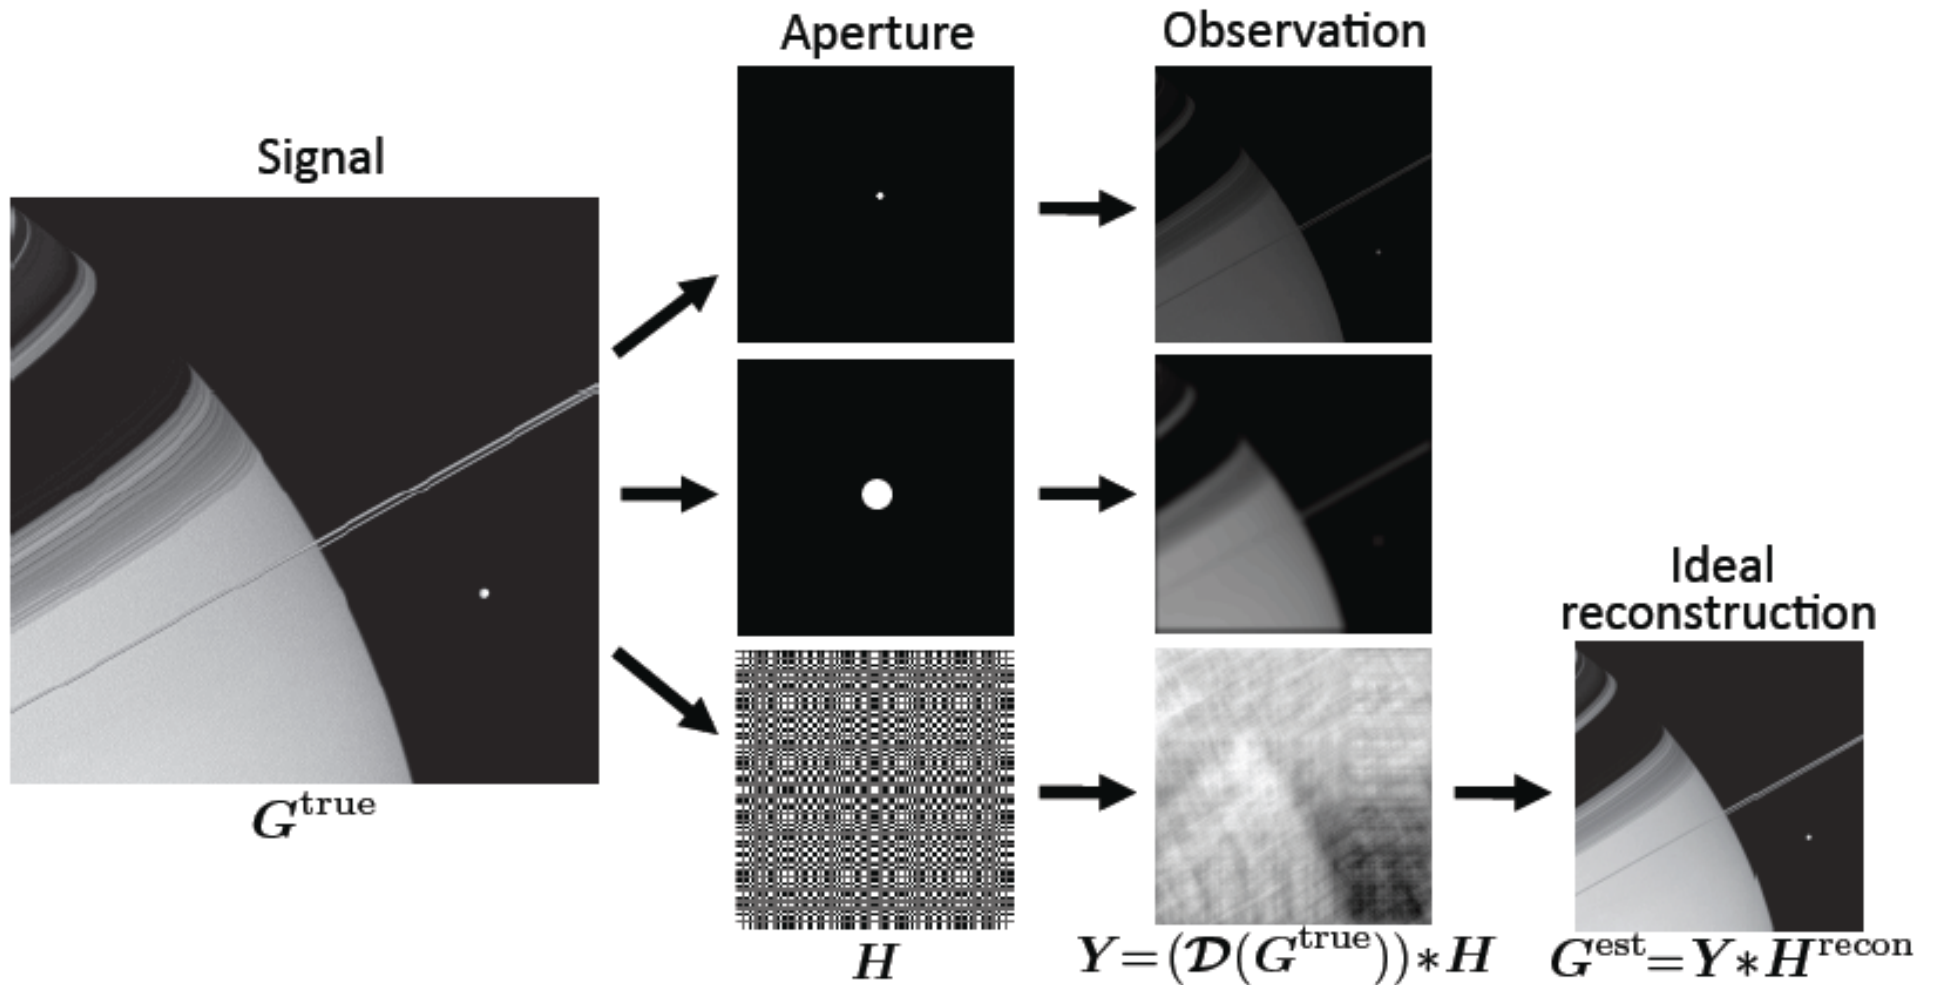 Aperture
Observation
Signal
Ideal
reconstruction
G^true
H
Y=(𝒟(G^true))*H
G^est=Y*H^recon